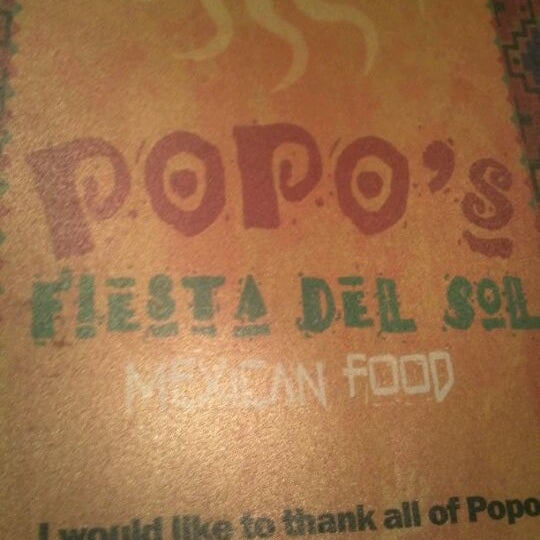 POPO's
FIESTA DEL SOL
MEXICAN FOOD
I would like to thank all of Popo